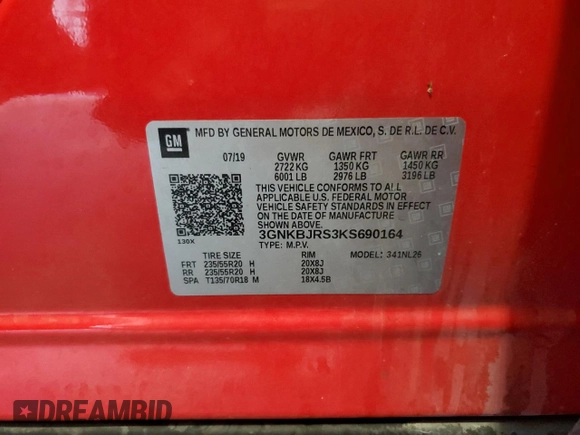 GM
MFD BY GENERAL MOTORS DE MEXICO, S. DE R.L. DE C.V.
07/19 GVWR GAWR FRT GAWR RR
2722 KG 1350 KG 1450 KG
6001 LB 2976 LB 3196 LB
THIS VEHICLE CONFORMS TO ALL
APPLICABLE U.S. FEDERAL MOTOR
VEHICLE SAFETY STANDARDS IN EFFECT
ON THE DATE OF MANUFACTURE
SHOWN ABOVE.
3GNKBJRS3KS690164
130X TYPE: M.P.V.
TIRE SIZE RIM MODEL: 341NL26
FRT 235/55R20 H 20X8J
RR 235/55R20 H 20X8J
SPA T135/70R18 M 18X4.5B
DREAMBID